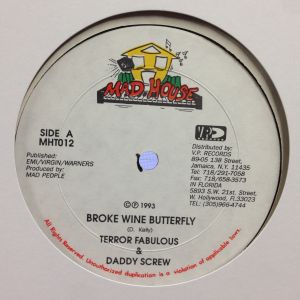 MAD HOUSE
SIDE A
MHT012
Published:
EMI,/VIRGIN/WARNERS
Produced by:
MAD PEOPLE
Distributed by:
V.P. RECORDS
89-05 138 Street,
Jamaica, N.Y. 11435
Tel: 718/291-7058
Fax: 718/658-3573
IN FLORIDA
5893 S.W. 21st. Street,
W. Hollywood, FL33023
TEL: (305)966-4744
© ℗ 1993
BROKE WINE BUTTERFLY
(D. Kelly)
TERROR FABULOUS
&
DADDY SCREW
All Rights Reserved. Unauthorized duplication is a violation of applicable laws.